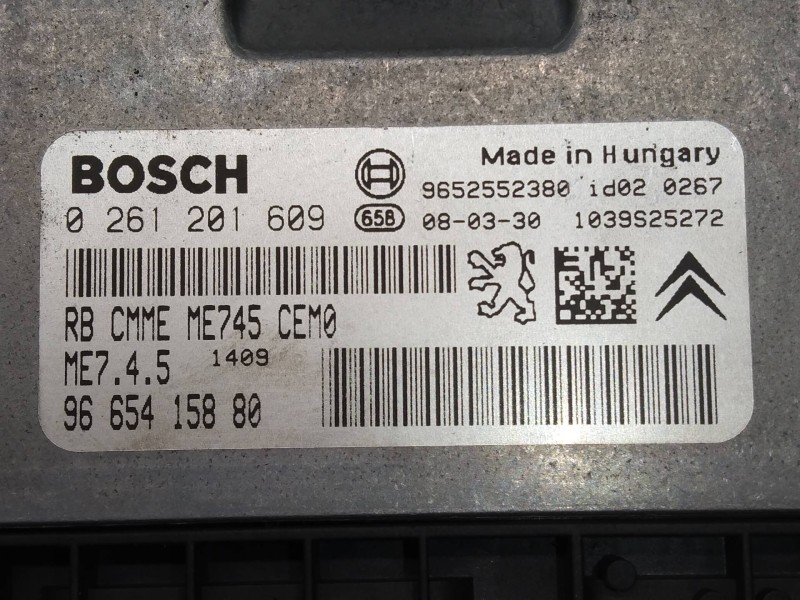 BOSCH
Made in Hungary
9652552380 id02 0267
0 261 201 609
658
08-03-30 1039S25272
RB CMME ME745 CEM0
ME7.4.5 1409
96 654 158 80